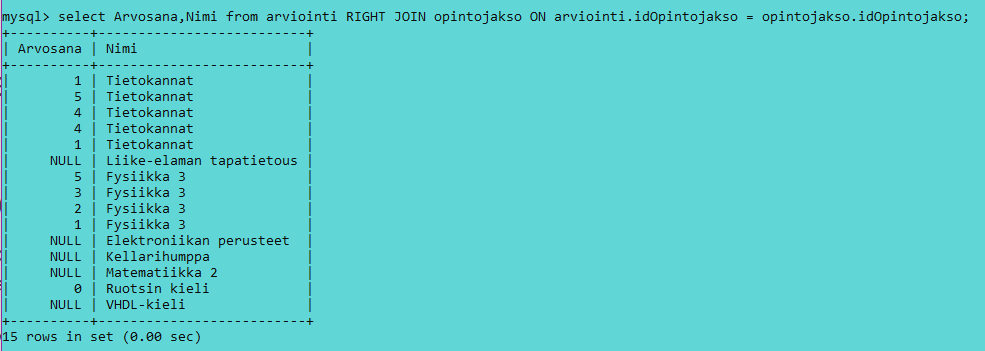 mysql> select Arvosana,Nimi from arviointi RIGHT JOIN opintojakso ON arviointi.idOpintojakso = opintojakso.idOpintojakso;
+----------+--------------------------+
| Arvosana | Nimi                     |
+----------+--------------------------+
|        1 | Tietokannat              |
|        5 | Tietokannat              |
|        4 | Tietokannat              |
|        4 | Tietokannat              |
|        1 | Tietokannat              |
|     NULL | Liike-elaman tapatietous |
|        5 | Fysiikka 3               |
|        3 | Fysiikka 3               |
|        2 | Fysiikka 3               |
|        1 | Fysiikka 3               |
|     NULL | Elektroniikan perusteet  |
|     NULL | Kellarihumppa            |
|     NULL | Matematiikka 2           |
|        0 | Ruotsin kieli            |
|     NULL | VHDL-kieli               |
+----------+--------------------------+
15 rows in set (0.00 sec)